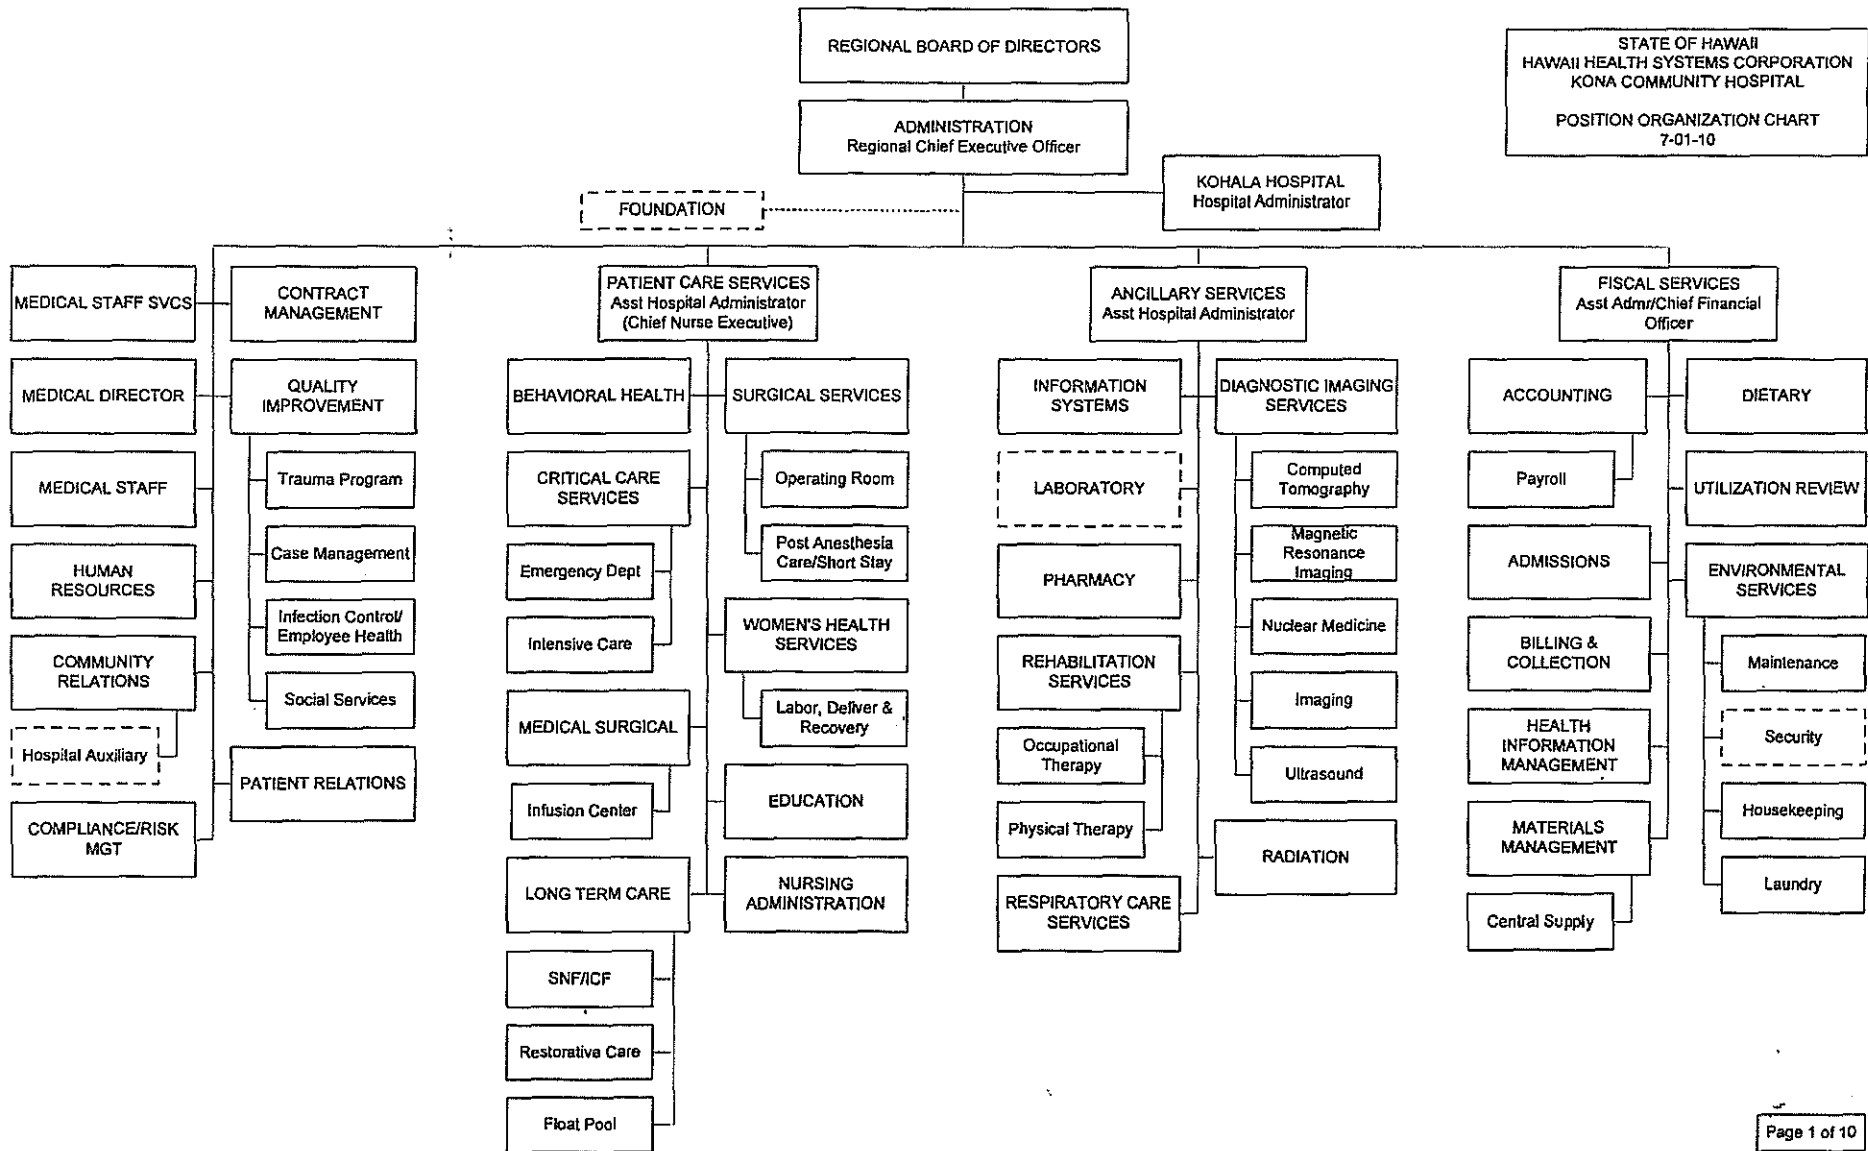 REGIONAL BOARD OF DIRECTORS
STATE OF HAWAII
HAWAII HEALTH SYSTEMS CORPORATION
KONA COMMUNITY HOSPITAL
POSITION ORGANIZATION CHART
7-01-10
ADMINISTRATION
Regional Chief Executive Officer
KOHALA HOSPITAL
Hospital Administrator
FOUNDATION
MEDICAL STAFF SVCS
CONTRACT
MANAGEMENT
MEDICAL DIRECTOR
QUALITY
IMPROVEMENT
Trauma Program
Case Management
Infection Control/
Employee Health
Social Services
MEDICAL STAFF
HUMAN
RESOURCES
COMMUNITY
RELATIONS
Hospital Auxiliary
PATIENT RELATIONS
COMPLIANCE/RISK
MGT
PATIENT CARE SERVICES
Asst Hospital Administrator
(Chief Nurse Executive)
BEHAVIORAL HEALTH
SURGICAL SERVICES
Operating Room
Post Anesthesia
Care/Short Stay
CRITICAL CARE
SERVICES
Emergency Dept
Intensive Care
WOMEN'S HEALTH
SERVICES
Labor, Deliver &
Recovery
MEDICAL SURGICAL
Infusion Center
EDUCATION
LONG TERM CARE
NURSING
ADMINISTRATION
SNF/ICF
Restorative Care
Float Pool
ANCILLARY SERVICES
Asst Hospital Administrator
INFORMATION
SYSTEMS
DIAGNOSTIC IMAGING
SERVICES
Computed
Tomography
Magnetic
Resonance
Imaging
Nuclear Medicine
Imaging
Ultrasound
LABORATORY
PHARMACY
REHABILITATION
SERVICES
Occupational
Therapy
Physical Therapy
RADIATION
RESPIRATORY CARE
SERVICES
FISCAL SERVICES
Asst Admr/Chief Financial
Officer
ACCOUNTING
Payroll
DIETARY
UTILIZATION REVIEW
ADMISSIONS
ENVIRONMENTAL
SERVICES
Maintenance
Security
Housekeeping
Laundry
BILLING &
COLLECTION
HEALTH
INFORMATION
MANAGEMENT
MATERIALS
MANAGEMENT
Central Supply
Page 1 of 10